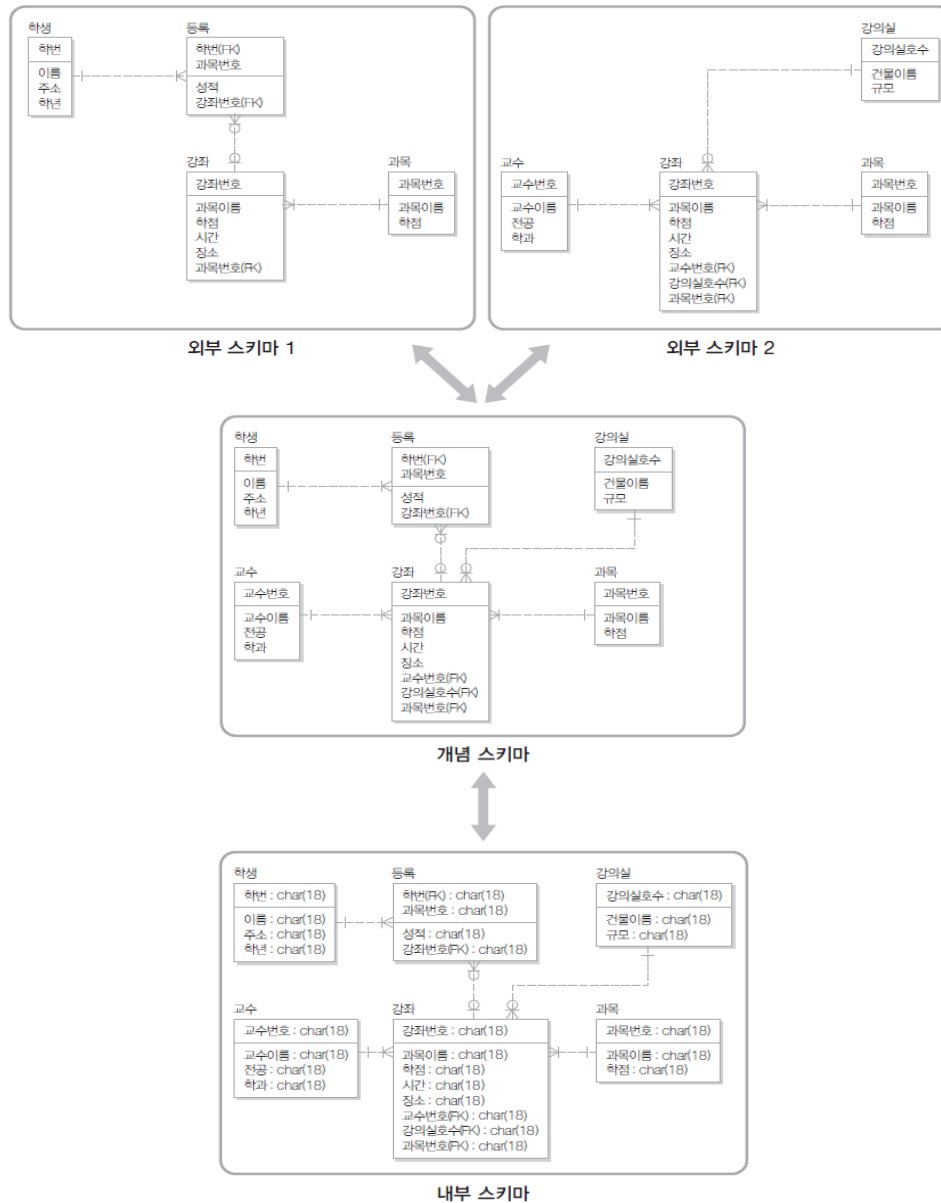 학생
학번
이름
주소
학년
등록
학번(FK)
과목번호
성적
강좌번호(FK)
강좌
강좌번호
과목이름
학점
시간
장소
과목번호(FK)
과목
과목번호
과목이름
학점
외부 스키마 1
강의실
강의실호수
건물이름
규모
교수
교수번호
교수이름
전공
학과
강좌
강좌번호
과목이름
학점
시간
장소
교수번호(FK)
강의실호수(FK)
과목번호(FK)
과목
과목번호
과목이름
학점
외부 스키마 2
학생
학번
이름
주소
학년
등록
학번(FK)
과목번호
성적
강좌번호(FK)
강의실
강의실호수
건물이름
규모
교수
교수번호
교수이름
전공
학과
강좌
강좌번호
과목이름
학점
시간
장소
교수번호(FK)
강의실호수(FK)
과목번호(FK)
과목
과목번호
과목이름
학점
개념 스키마
학생
학번 : char(18)
이름 : char(18)
주소 : char(18)
학년 : char(18)
등록
학번(FK) : char(18)
과목번호 : char(18)
성적 : char(18)
강좌번호(FK) : char(18)
강의실
강의실호수 : char(18)
건물이름 : char(18)
규모 : char(18)
교수
교수번호 : char(18)
교수이름 : char(18)
전공 : char(18)
학과 : char(18)
강좌
강좌번호 : char(18)
과목이름 : char(18)
학점 : char(18)
시간 : char(18)
장소 : char(18)
교수번호(FK) : char(18)
강의실호수(FK) : char(18)
과목번호(FK) : char(18)
과목
과목번호 : char(18)
과목이름 : char(18)
학점 : char(18)
내부 스키마